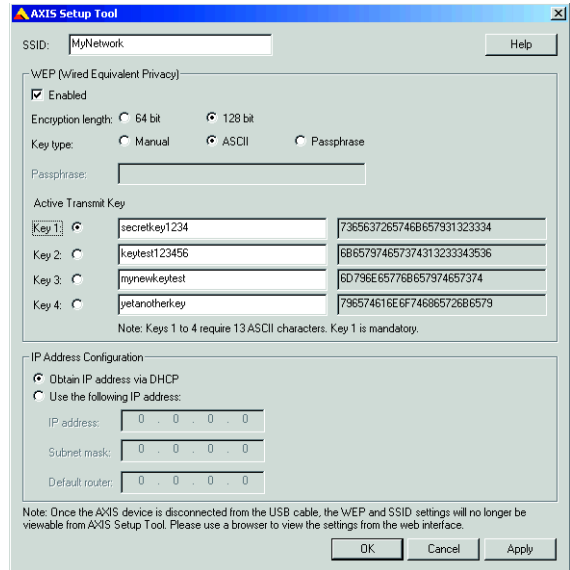 AXIS Setup Tool
SSID: MyNetwork Help
WEP (Wired Equivalent Privacy)
Enabled
Encryption length: 64 bit 128 bit
Key type: Manual ASCII Passphrase
Passphrase:
Active Transmit Key
Key 1: secretkey1234 7365637265746B657931323334
Key 2: keytest123456 6B657974657374313233343536
Key 3: mynewkeytest 6D796E65776B657974657374
Key 4: yetanotherkey 796574616E6F746865726B6579
Note: Keys 1 to 4 require 13 ASCII characters. Key 1 is mandatory.
IP Address Configuration
Obtain IP address via DHCP
Use the following IP address:
IP address: 0 . 0 . 0 . 0
Subnet mask: 0 . 0 . 0 . 0
Default router: 0 . 0 . 0 . 0
Note: Once the AXIS device is disconnected from the USB cable, the WEP and SSID settings will no longer be
viewable from AXIS Setup Tool. Please use a browser to view the settings from the web interface.
OK Cancel Apply